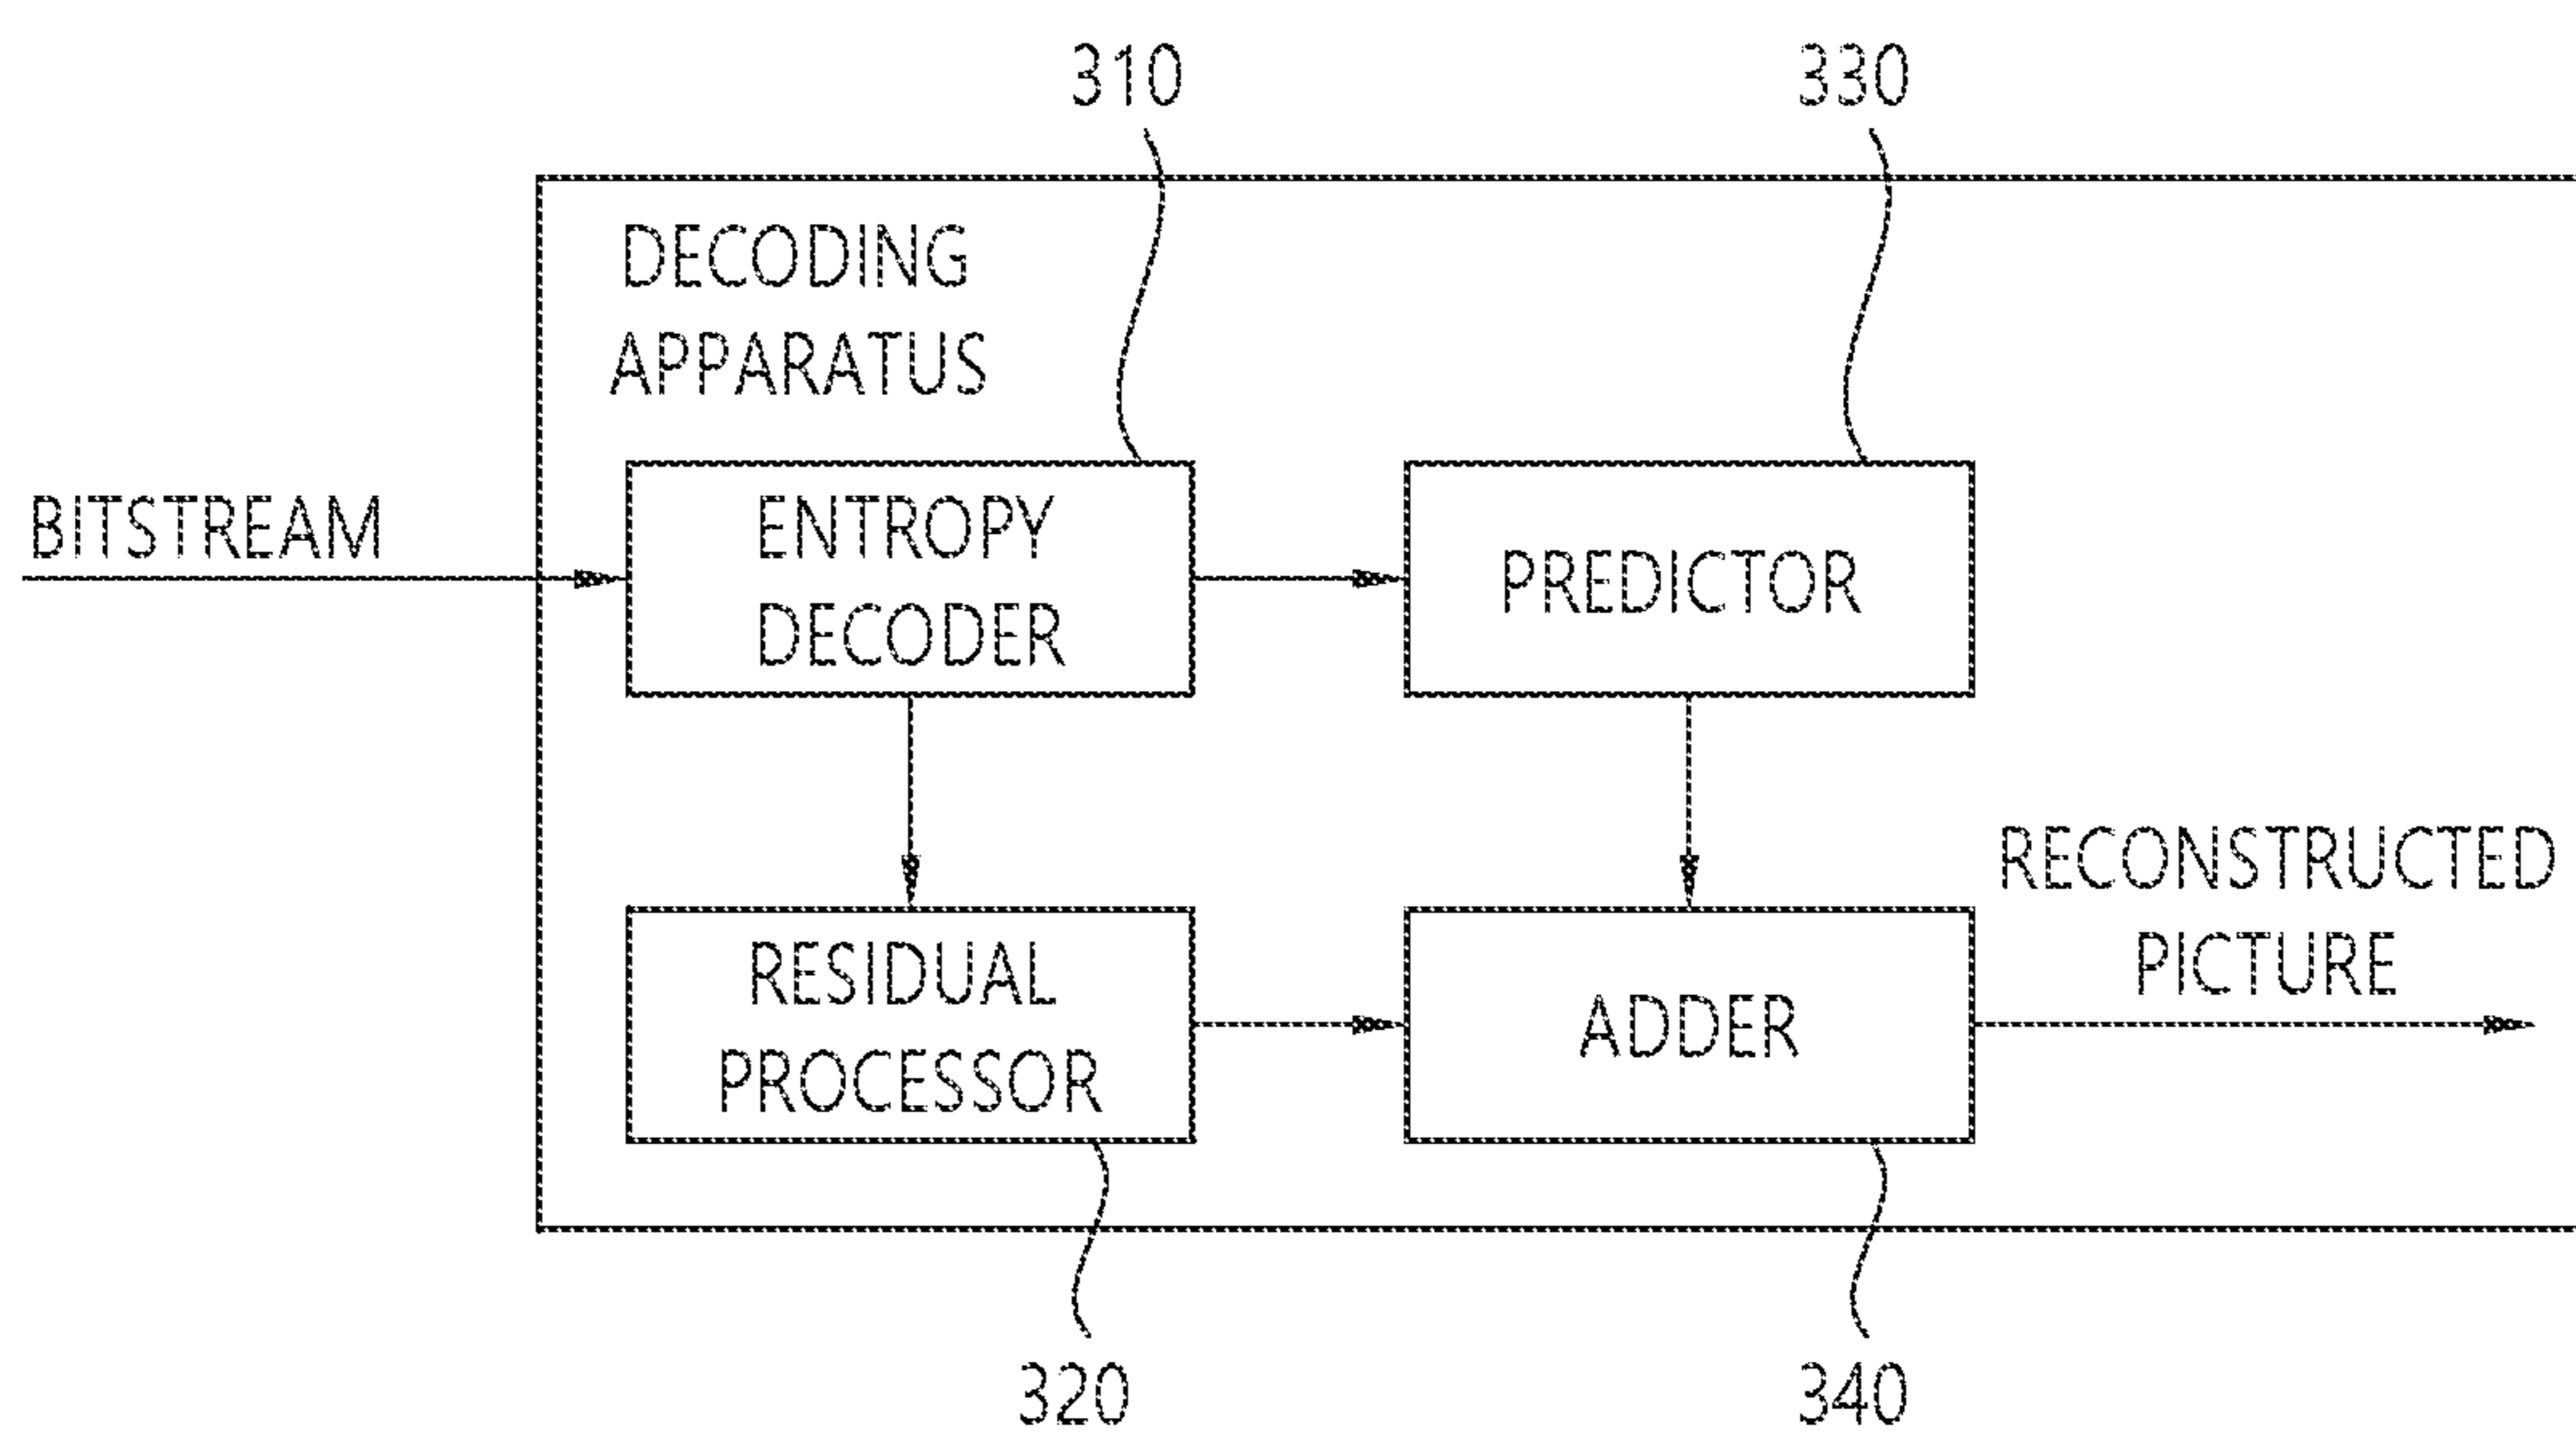 310
330
DECODING
APPARATUS
BITSTREAM
ENTROPY
DECODER
PREDICTOR
RECONSTRUCTED
PICTURE
RESIDUAL
PROCESSOR
ADDER
320
340